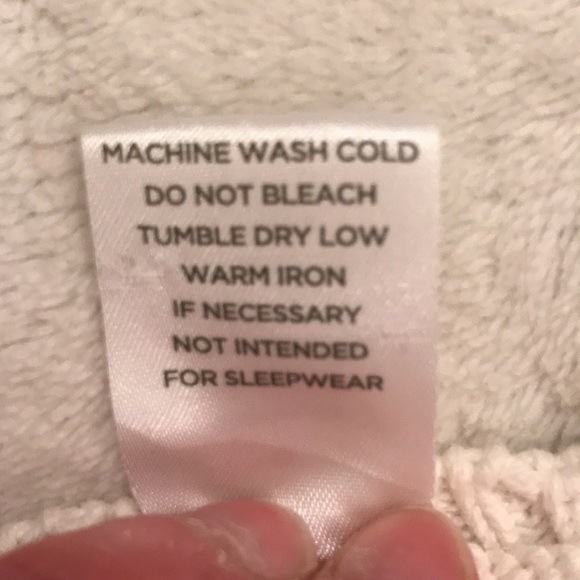 MACHINE WASH COLD
DO NOT BLEACH
TUMBLE DRY LOW
WARM IRON
IF NECESSARY
NOT INTENDED
FOR SLEEPWEAR